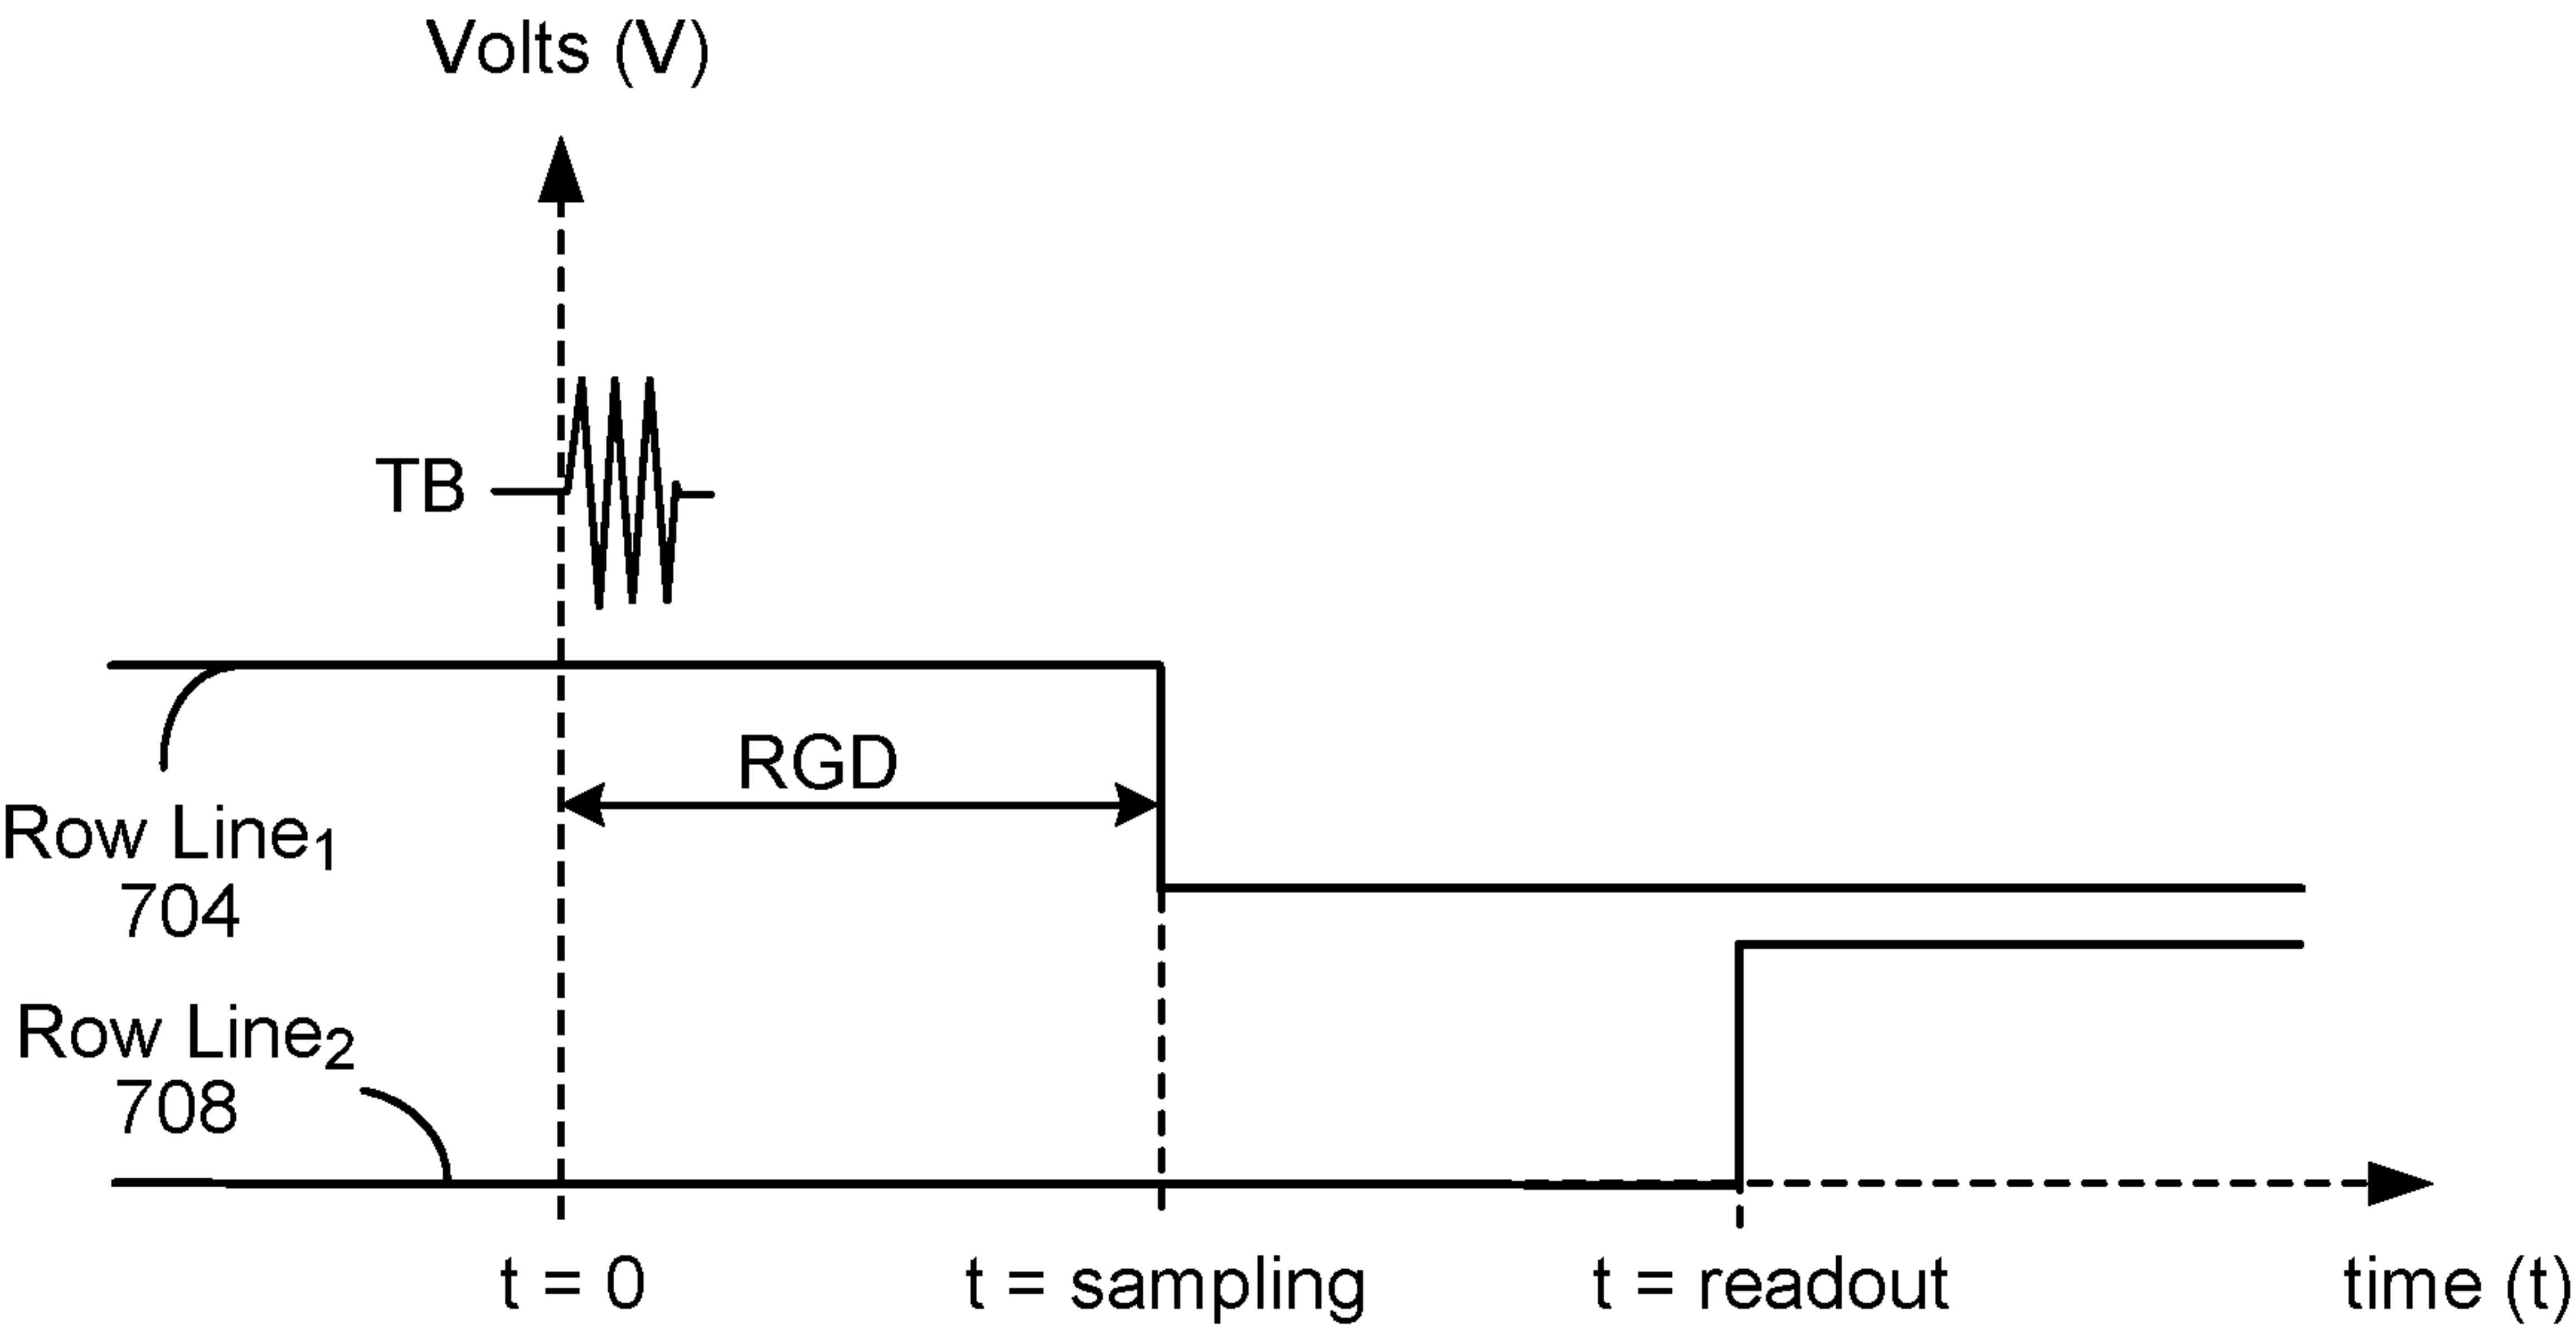 Volts (V)
TB
RGD
Row Line1
704
Row Line2
708
t = 0
t = sampling
t = readout
time (t)